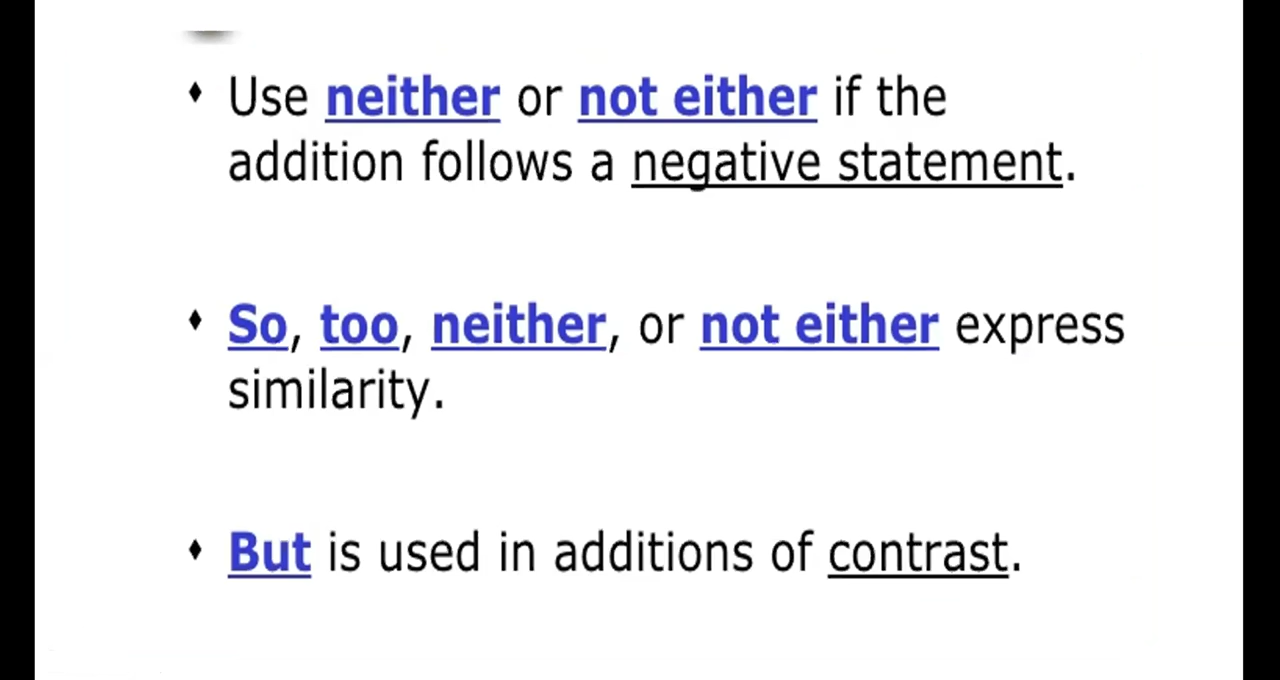 ♦ Use neither or not either if the
addition follows a negative statement.
♦ So, too, neither, or not either express
similarity.
♦ But is used in additions of contrast.